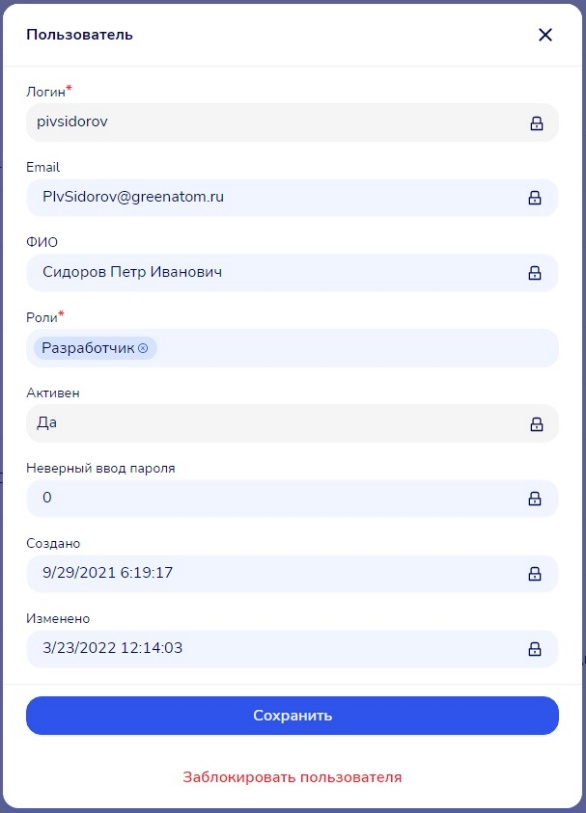 Пользователь
Логин*
pivsidorov
Email
PIvSidorov@greenatom.ru
ФИО
Сидоров Петр Иванович
Роли*
Разработчик
Активен
Да
Неверный ввод пароля
0
Создано
9/29/2021 6:19:17
Изменено
3/23/2022 12:14:03
Сохранить
Заблокировать пользователя